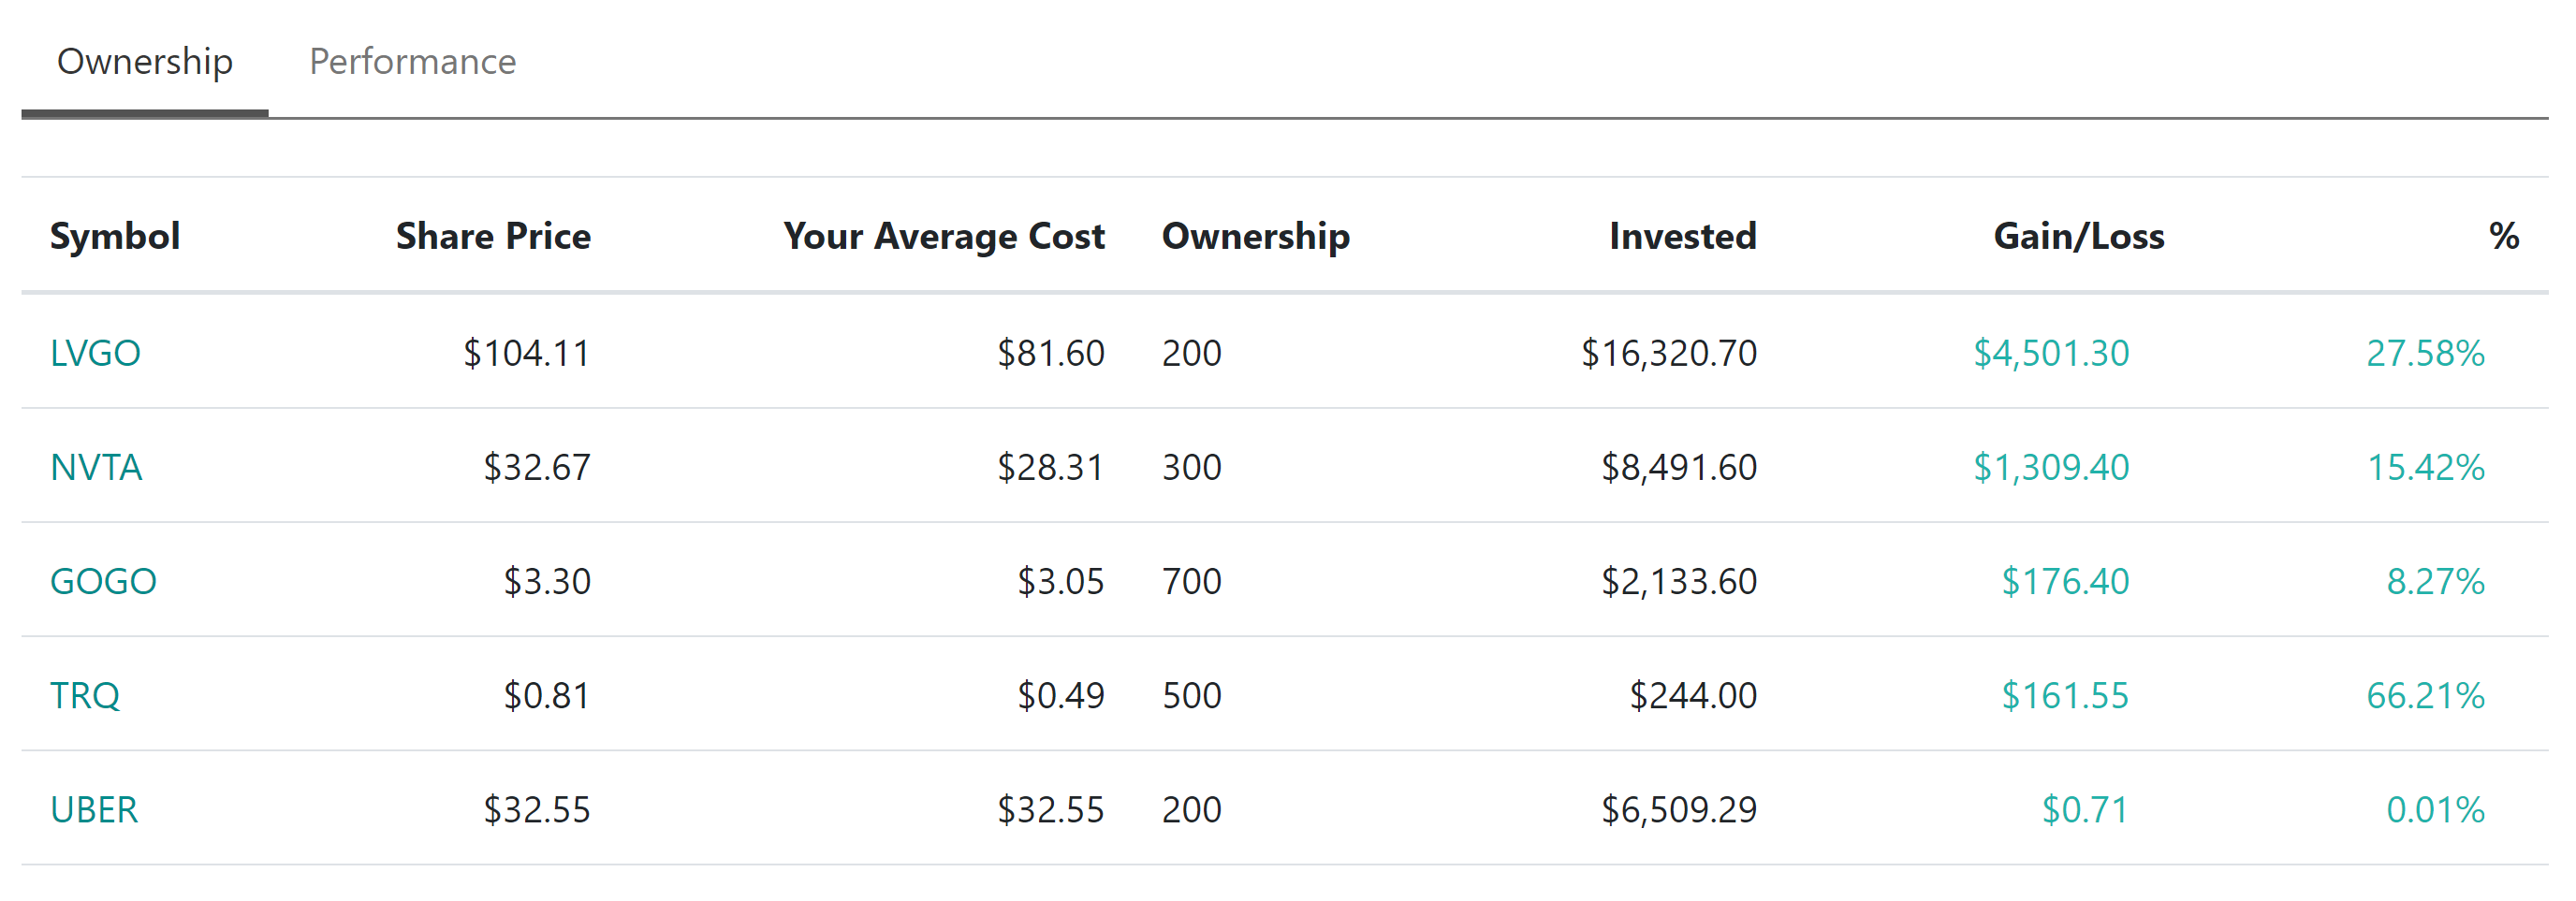 Ownership Performance
Symbol Share Price Your Average Cost Ownership Invested Gain/Loss %
LVGO $104.11 $81.60 200 $16,320.70 $4,501.30 27.58%
NVTA $32.67 $28.31 300 $8,491.60 $1,309.40 15.42%
GOGO $3.30 $3.05 700 $2,133.60 $176.40 8.27%
TRQ $0.81 $0.49 500 $244.00 $161.55 66.21%
UBER $32.55 $32.55 200 $6,509.29 $0.71 0.01%